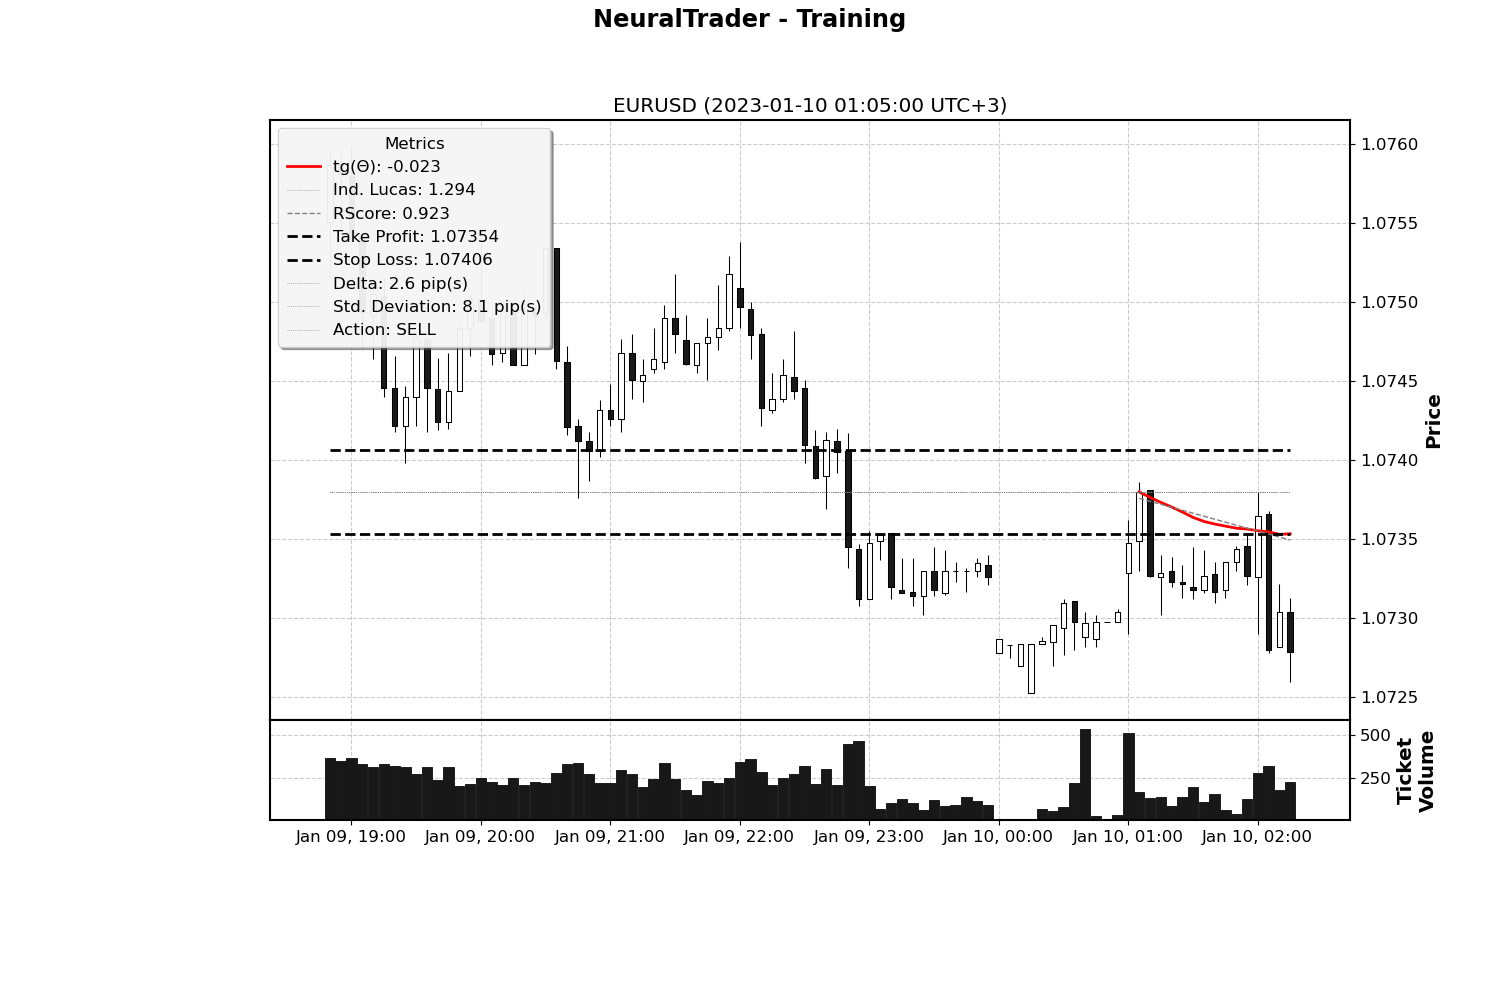 NeuralTrader - Training
EURUSD (2023-01-10 01:05:00 UTC+3)
Metrics
tg(Θ): -0.023
Ind. Lucas: 1.294
RScore: 0.923
Take Profit: 1.07354
Stop Loss: 1.07406
Delta: 2.6 pip(s)
Std. Deviation: 8.1 pip(s)
Action: SELL
1.0760
1.0755
1.0750
1.0745
1.0740
1.0735
1.0730
1.0725
Price
500
250
Ticket
Volume
Jan 09, 19:00
Jan 09, 20:00
Jan 09, 21:00
Jan 09, 22:00
Jan 09, 23:00
Jan 10, 00:00
Jan 10, 01:00
Jan 10, 02:00